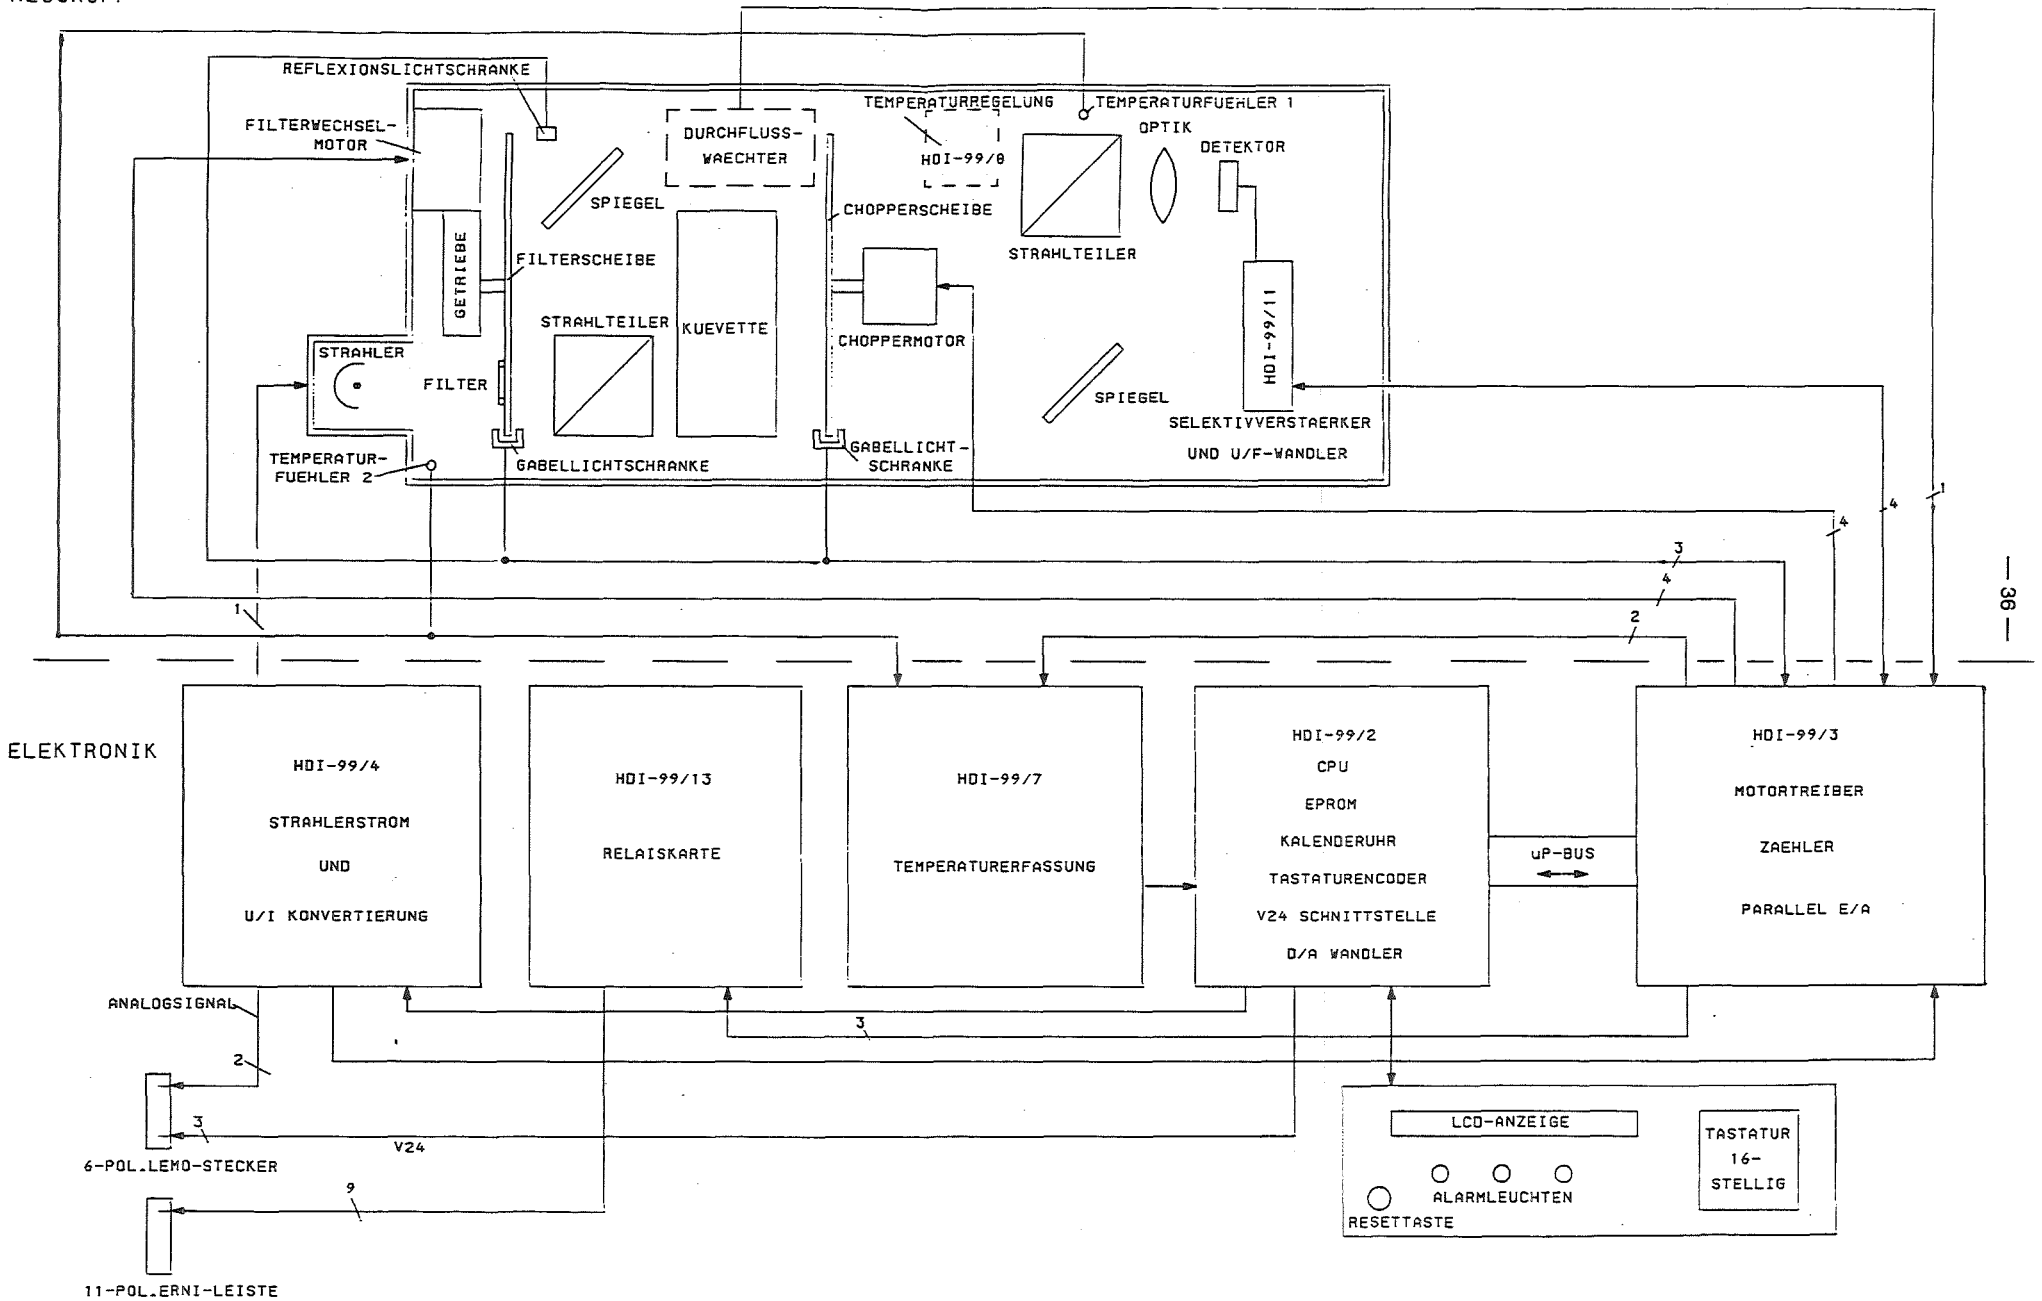 REFLEXIONSLICHTSCHRANKE
FILTERWECHSEL-
MOTOR
DURCHFLUSS-
WAECHTER
TEMPERATURREGELUNG
HDI-99/8
TEMPERATURFUEHLER 1
OPTIK
DETEKTOR
SPIEGEL
CHOPPERSCHEIBE
STRAHLTEILER
GETRIEBE
FILTERSCHEIBE
STRAHLTEILER
KUEVETTE
CHOPPERMOTOR
HDI-99/11
STRAHLER
FILTER
SPIEGEL
SELEKTIVVERSTAERKER
UND U/F-WANDLER
TEMPERATUR-
FUEHLER 2
GABELLICHTSCHRANKE
GABELLICHT-
SCHRANKE
1
4
4
3
4
1
2
— 36 —
ELEKTRONIK
HDI-99/4
STRAHLERSTROM
UND
U/I KONVERTIERUNG
HDI-99/13
RELAISKARTE
HDI-99/7
TEMPERATURERFASSUNG
HDI-99/2
CPU
EPROM
KALENDERUHR
TASTATURENCODER
V24 SCHNITTSTELLE
D/A WANDLER
uP-BUS
HDI-99/3
MOTORTREIBER
ZAEHLER
PARALLEL E/A
ANALOGSIGNAL
3
2
3
V24
6-POL.LEMO-STECKER
9
11-POL.ERNI-LEISTE
LCD-ANZEIGE
TASTATUR
16-
STELLIG
ALARMLEUCHTEN
RESETTASTE